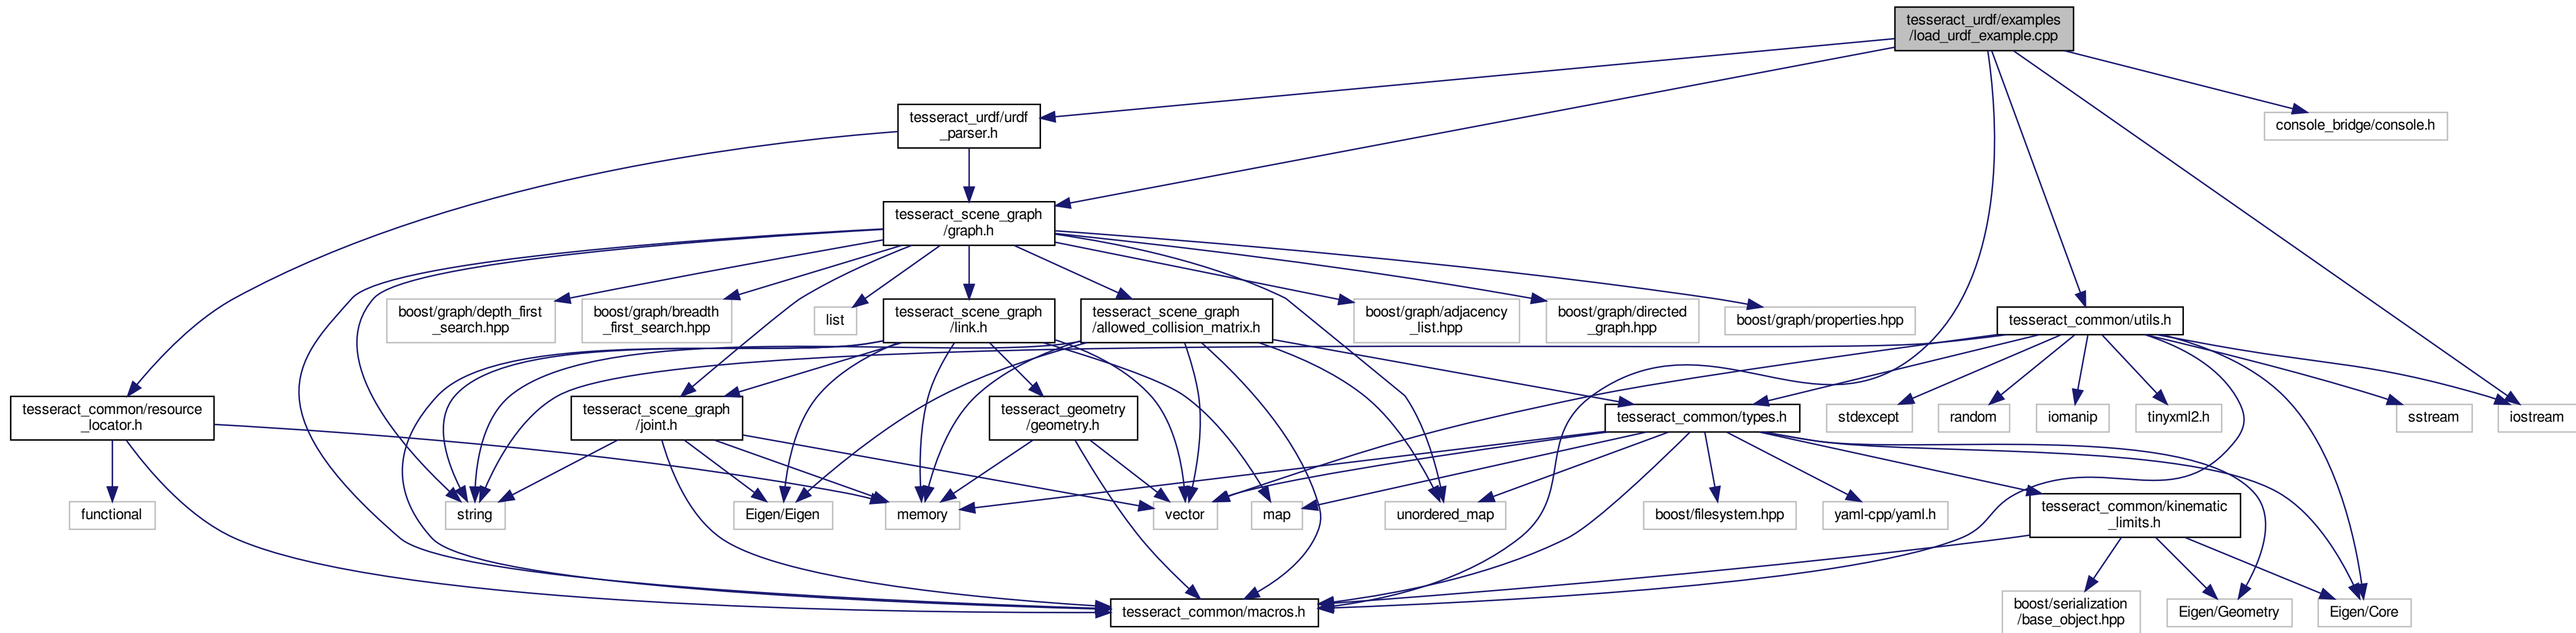 tesseract_urdf/examples
/load_urdf_example.cpp
tesseract_urdf/urdf
_parser.h
console_bridge/console.h
tesseract_scene_graph
/graph.h
boost/graph/depth_first
_search.hpp
boost/graph/breadth
_first_search.hpp
list
tesseract_scene_graph
/link.h
tesseract_scene_graph
/allowed_collision_matrix.h
boost/graph/adjacency
_list.hpp
boost/graph/directed
_graph.hpp
boost/graph/properties.hpp
tesseract_common/utils.h
tesseract_common/resource
_locator.h
tesseract_scene_graph
/joint.h
tesseract_geometry
/geometry.h
tesseract_common/types.h
stdexcept
random
iomanip
tinyxml2.h
sstream
iostream
functional
string
Eigen/Eigen
memory
vector
map
unordered_map
boost/filesystem.hpp
yaml-cpp/yaml.h
tesseract_common/kinematic
_limits.h
tesseract_common/macros.h
boost/serialization
/base_object.hpp
Eigen/Geometry
Eigen/Core